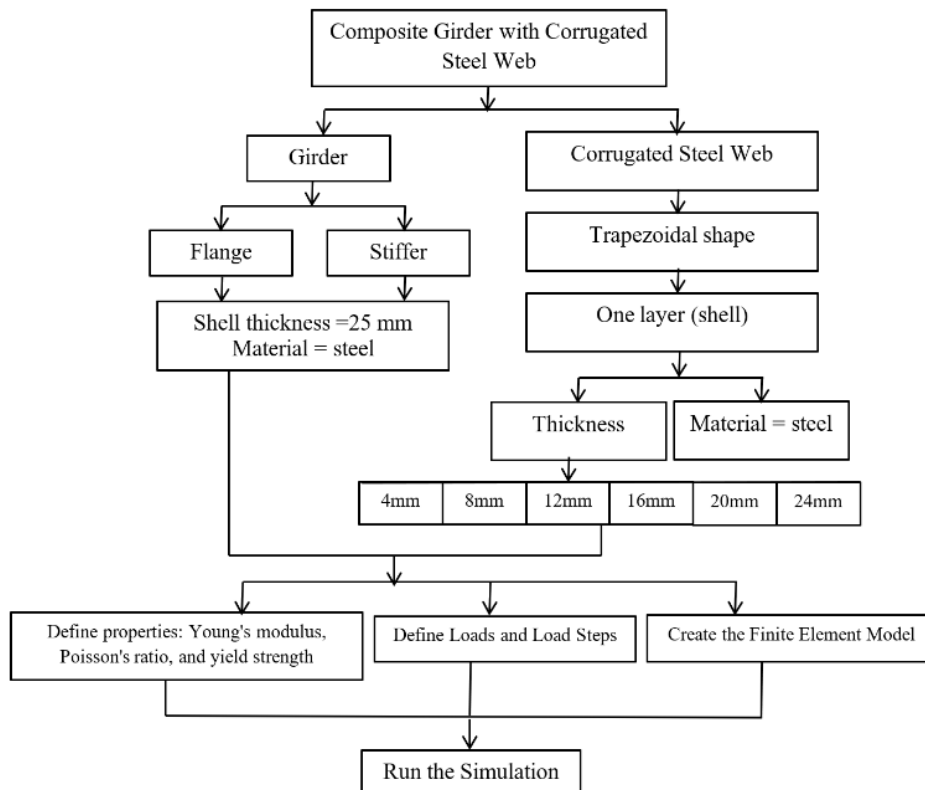 Composite Girder with Corrugated
Steel Web
Girder
Corrugated Steel Web
Flange
Stiffer
Trapezoidal shape
Shell thickness =25 mm
Material = steel
One layer (shell)
Thickness
Material = steel
4mm
8mm
12mm
16mm
20mm
24mm
Define properties: Young's modulus,
Poisson's ratio, and yield strength
Define Loads and Load Steps
Create the Finite Element Model
Run the Simulation